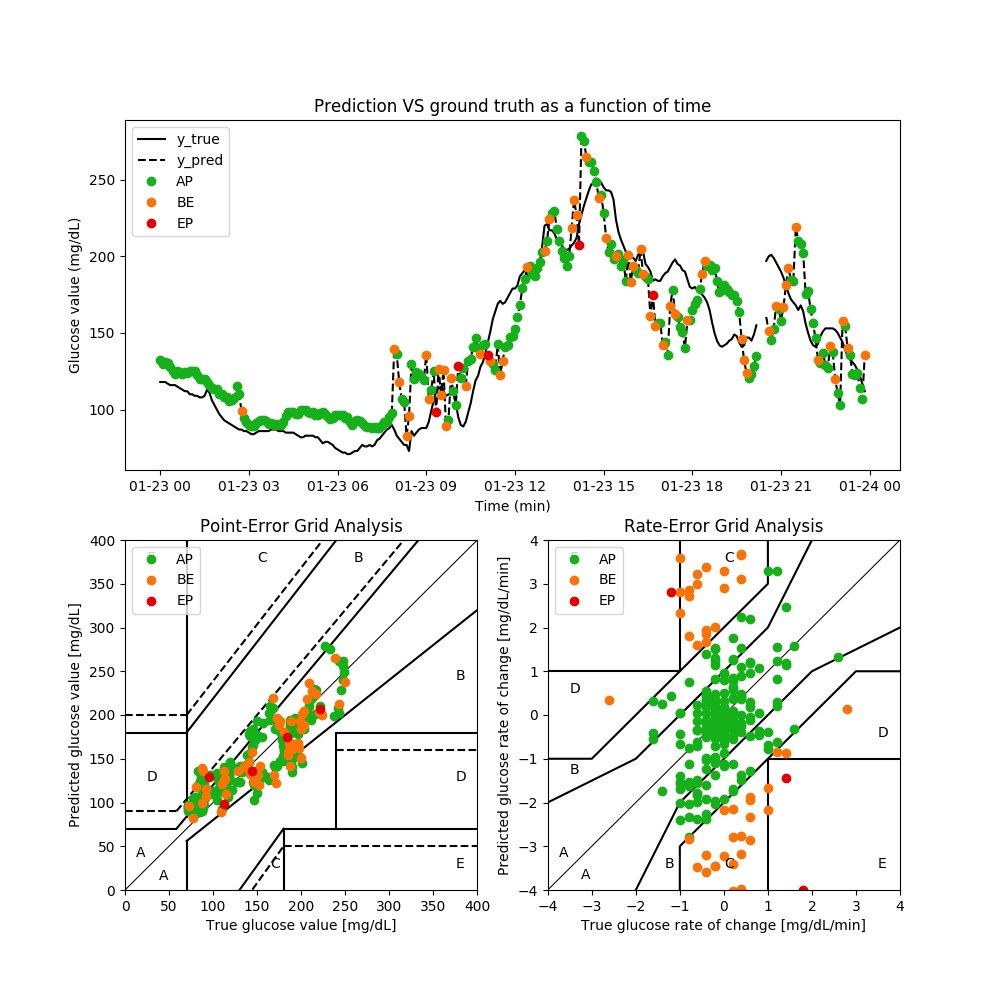 Prediction VS ground truth as a function of time
Glucose value (mg/dL)
250
200
150
100
y_true
y_pred
AP
BE
EP
01-23 00 01-23 03 01-23 06 01-23 09 01-23 12 01-23 15 01-23 18 01-23 21 01-24 00
Time (min)
Point-Error Grid Analysis
Predicted glucose value [mg/dL]
400
350
300
250
200
150
100
50
0
AP
BE
EP
C
B
B
D
D
A
A
C
E
0 50 100 150 200 250 300 350 400
True glucose value [mg/dL]
Rate-Error Grid Analysis
Predicted glucose rate of change [mg/dL/min]
4
3
2
1
0
−1
−2
−3
−4
AP
BE
EP
C
D
D
B
A
A
B
C
E
−4 −3 −2 −1 0 1 2 3 4
True glucose rate of change [mg/dL/min]